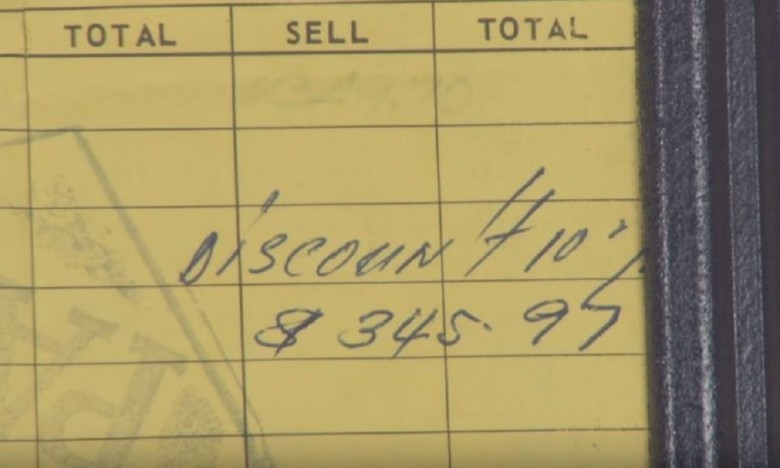 TOTAL SELL TOTAL
DISCOUNT 10%
$ 345.97